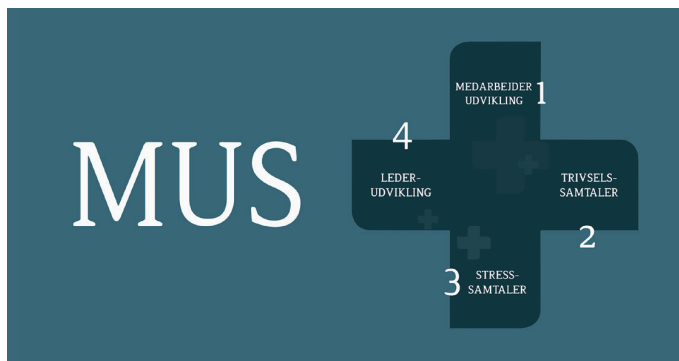 MUS
MEDARBEJDER
UDVIKLING 1
TRIVSELS-
SAMTALER
2
3 STRESS-
SAMTALER
4
LEDER-
UDVIKLING